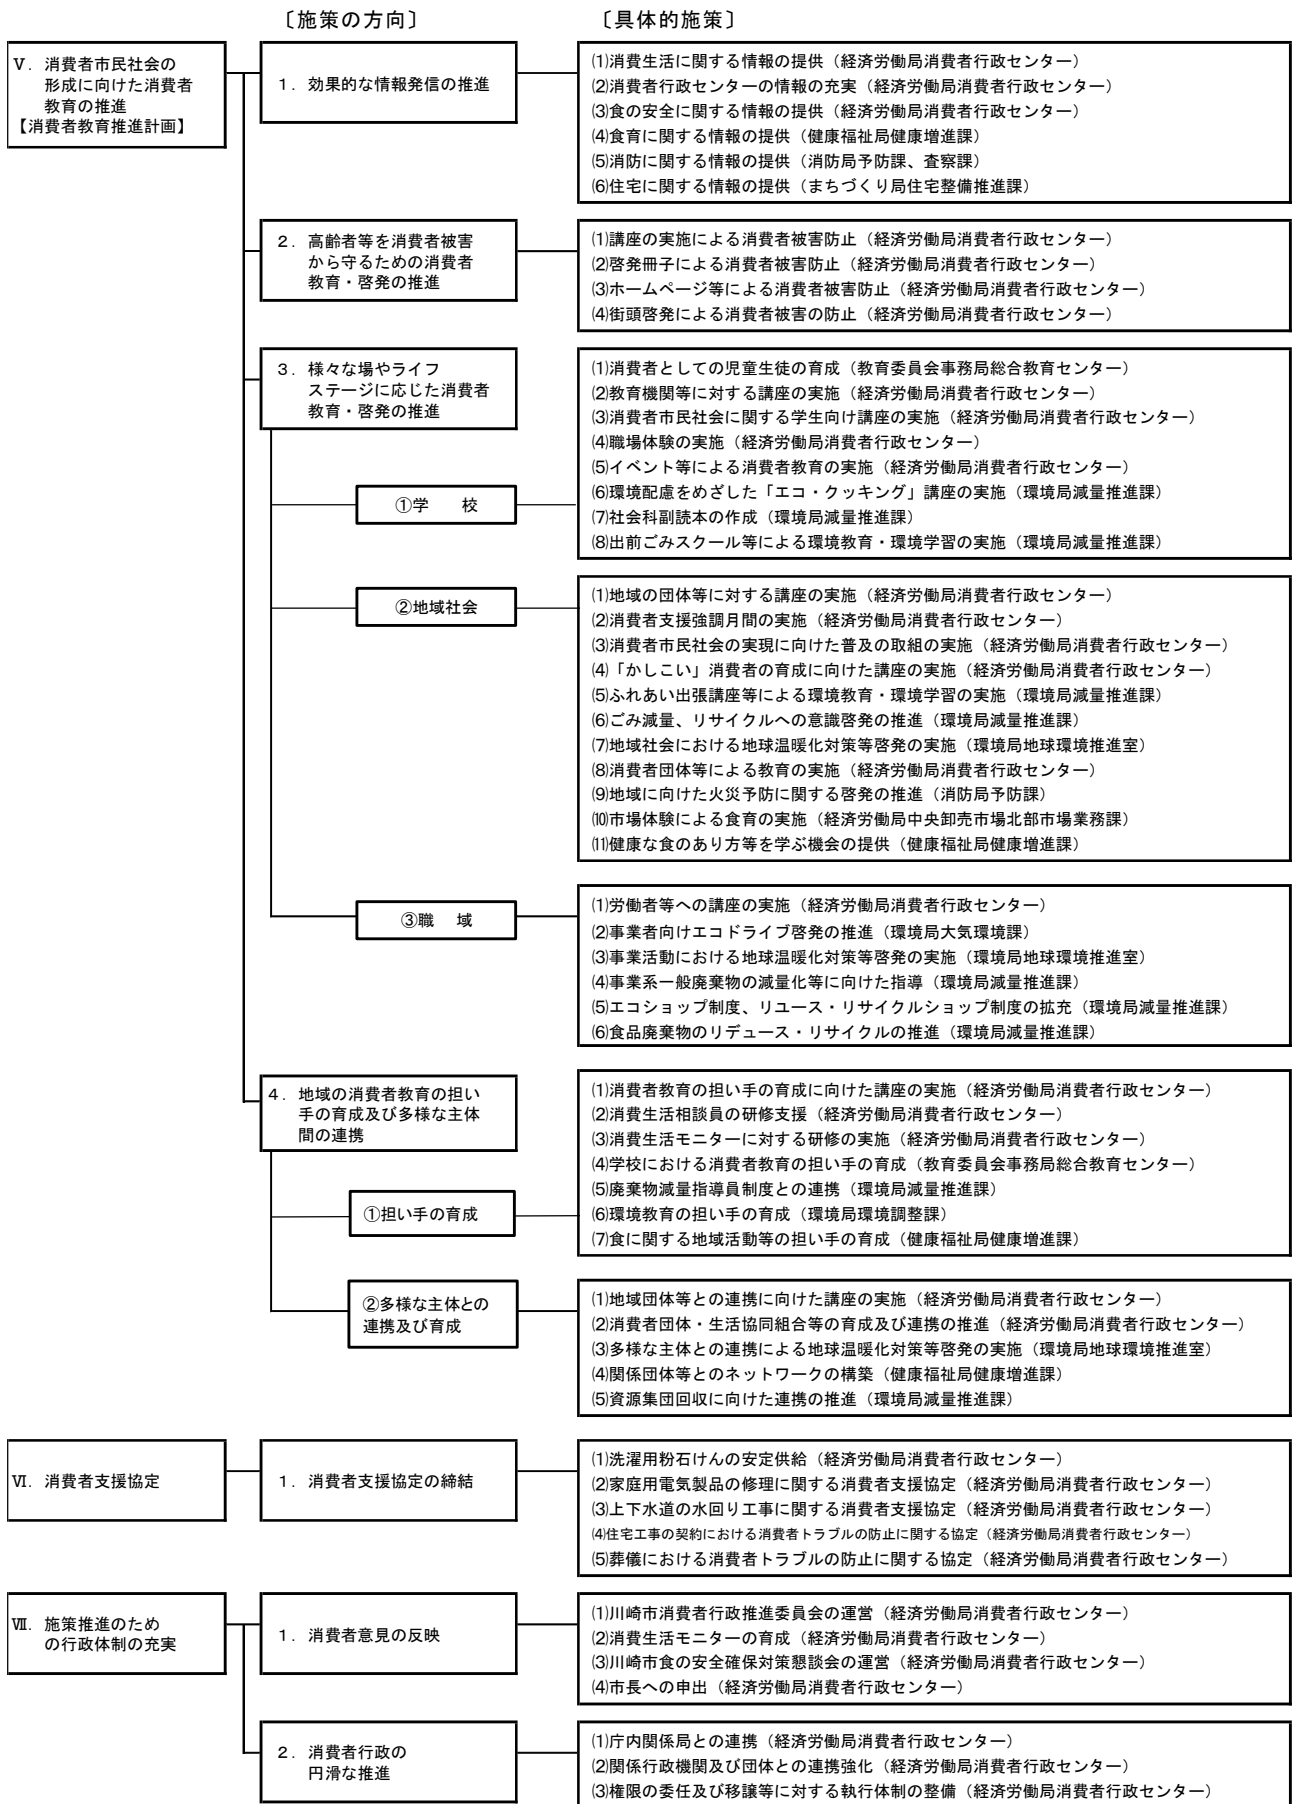 〔施策の方向〕
〔具体的施策〕
Ⅴ．消費者市民社会の
形成に向けた消費者
教育の推進
【消費者教育推進計画】
１．効果的な情報発信の推進
⑴消費生活に関する情報の提供（経済労働局消費者行政センター）
⑵消費者行政センターの情報の充実（経済労働局消費者行政センター）
⑶食の安全に関する情報の提供（経済労働局消費者行政センター）
⑷食育に関する情報の提供（健康福祉局健康増進課）
⑸消防に関する情報の提供（消防局予防課、査察課）
⑹住宅に関する情報の提供（まちづくり局住宅整備推進課）
２．高齢者等を消費者被害
から守るための消費者
教育・啓発の推進
⑴講座の実施による消費者被害防止（経済労働局消費者行政センター）
⑵啓発冊子による消費者被害防止（経済労働局消費者行政センター）
⑶ホームページ等による消費者被害防止（経済労働局消費者行政センター）
⑷街頭啓発による消費者被害の防止（経済労働局消費者行政センター）
３．様々な場やライフ
ステージに応じた消費者
教育・啓発の推進
①学　校
⑴消費者としての児童生徒の育成（教育委員会事務局総合教育センター）
⑵教育機関等に対する講座の実施（経済労働局消費者行政センター）
⑶消費者市民社会に関する学生向け講座の実施（経済労働局消費者行政センター）
⑷職場体験の実施（経済労働局消費者行政センター）
⑸イベント等による消費者教育の実施（経済労働局消費者行政センター）
⑹環境配慮をめざした「エコ・クッキング」講座の実施（環境局減量推進課）
⑺社会科副読本の作成（環境局減量推進課）
⑻出前ごみスクール等による環境教育・環境学習の実施（環境局減量推進課）
②地域社会
⑴地域の団体等に対する講座の実施（経済労働局消費者行政センター）
⑵消費者支援強調月間の実施（経済労働局消費者行政センター）
⑶消費者市民社会の実現に向けた普及の取組の実施（経済労働局消費者行政センター）
⑷「かしこい」消費者の育成に向けた講座の実施（経済労働局消費者行政センター）
⑸ふれあい出張講座等による環境教育・環境学習の実施（環境局減量推進課）
⑹ごみ減量、リサイクルへの意識啓発の推進（環境局減量推進課）
⑺地域社会における地球温暖化対策等啓発の実施（環境局地球環境推進室）
⑻消費者団体等による教育の実施（経済労働局消費者行政センター）
⑼地域に向けた火災予防に関する啓発の推進（消防局予防課）
⑽市場体験による食育の実施（経済労働局中央卸売市場北部市場業務課）
⑾健康な食のあり方等を学ぶ機会の提供（健康福祉局健康増進課）
③職　域
⑴労働者等への講座の実施（経済労働局消費者行政センター）
⑵事業者向けエコドライブ啓発の推進（環境局大気環境課）
⑶事業活動における地球温暖化対策等啓発の実施（環境局地球環境推進室）
⑷事業系一般廃棄物の減量化等に向けた指導（環境局減量推進課）
⑸エコショップ制度、リユース・リサイクルショップ制度の拡充（環境局減量推進課）
⑹食品廃棄物のリデュース・リサイクルの推進（環境局減量推進課）
４．地域の消費者教育の担い
手の育成及び多様な主体
間の連携
①担い手の育成
⑴消費者教育の担い手の育成に向けた講座の実施（経済労働局消費者行政センター）
⑵消費生活相談員の研修支援（経済労働局消費者行政センター）
⑶消費生活モニターに対する研修の実施（経済労働局消費者行政センター）
⑷学校における消費者教育の担い手の育成（教育委員会事務局総合教育センター）
⑸廃棄物減量指導員制度との連携（環境局減量推進課）
⑹環境教育の担い手の育成（環境局環境調整課）
⑺食に関する地域活動等の担い手の育成（健康福祉局健康増進課）
②多様な主体との
連携及び育成
⑴地域団体等との連携に向けた講座の実施（経済労働局消費者行政センター）
⑵消費者団体・生活協同組合等の育成及び連携の推進（経済労働局消費者行政センター）
⑶多様な主体との連携による地球温暖化対策等啓発の実施（環境局地球環境推進室）
⑷関係団体等とのネットワークの構築（健康福祉局健康増進課）
⑸資源集団回収に向けた連携の推進（環境局減量推進課）
Ⅵ．消費者支援協定
１．消費者支援協定の締結
⑴洗濯用粉石けんの安定供給（経済労働局消費者行政センター）
⑵家庭用電気製品の修理に関する消費者支援協定（経済労働局消費者行政センター）
⑶上下水道の水回り工事に関する消費者支援協定（経済労働局消費者行政センター）
⑷住宅工事の契約における消費者トラブルの防止に関する協定（経済労働局消費者行政センター）
⑸葬儀における消費者トラブルの防止に関する協定（経済労働局消費者行政センター）
Ⅶ．施策推進のため
の行政体制の充実
１．消費者意見の反映
⑴川崎市消費者行政推進委員会の運営（経済労働局消費者行政センター）
⑵消費生活モニターの育成（経済労働局消費者行政センター）
⑶川崎市食の安全確保対策懇談会の運営（経済労働局消費者行政センター）
⑷市長への申出（経済労働局消費者行政センター）
２．消費者行政の
円滑な推進
⑴庁内関係局との連携（経済労働局消費者行政センター）
⑵関係行政機関及び団体との連携強化（経済労働局消費者行政センター）
⑶権限の委任及び移譲等に対する執行体制の整備（経済労働局消費者行政センター）